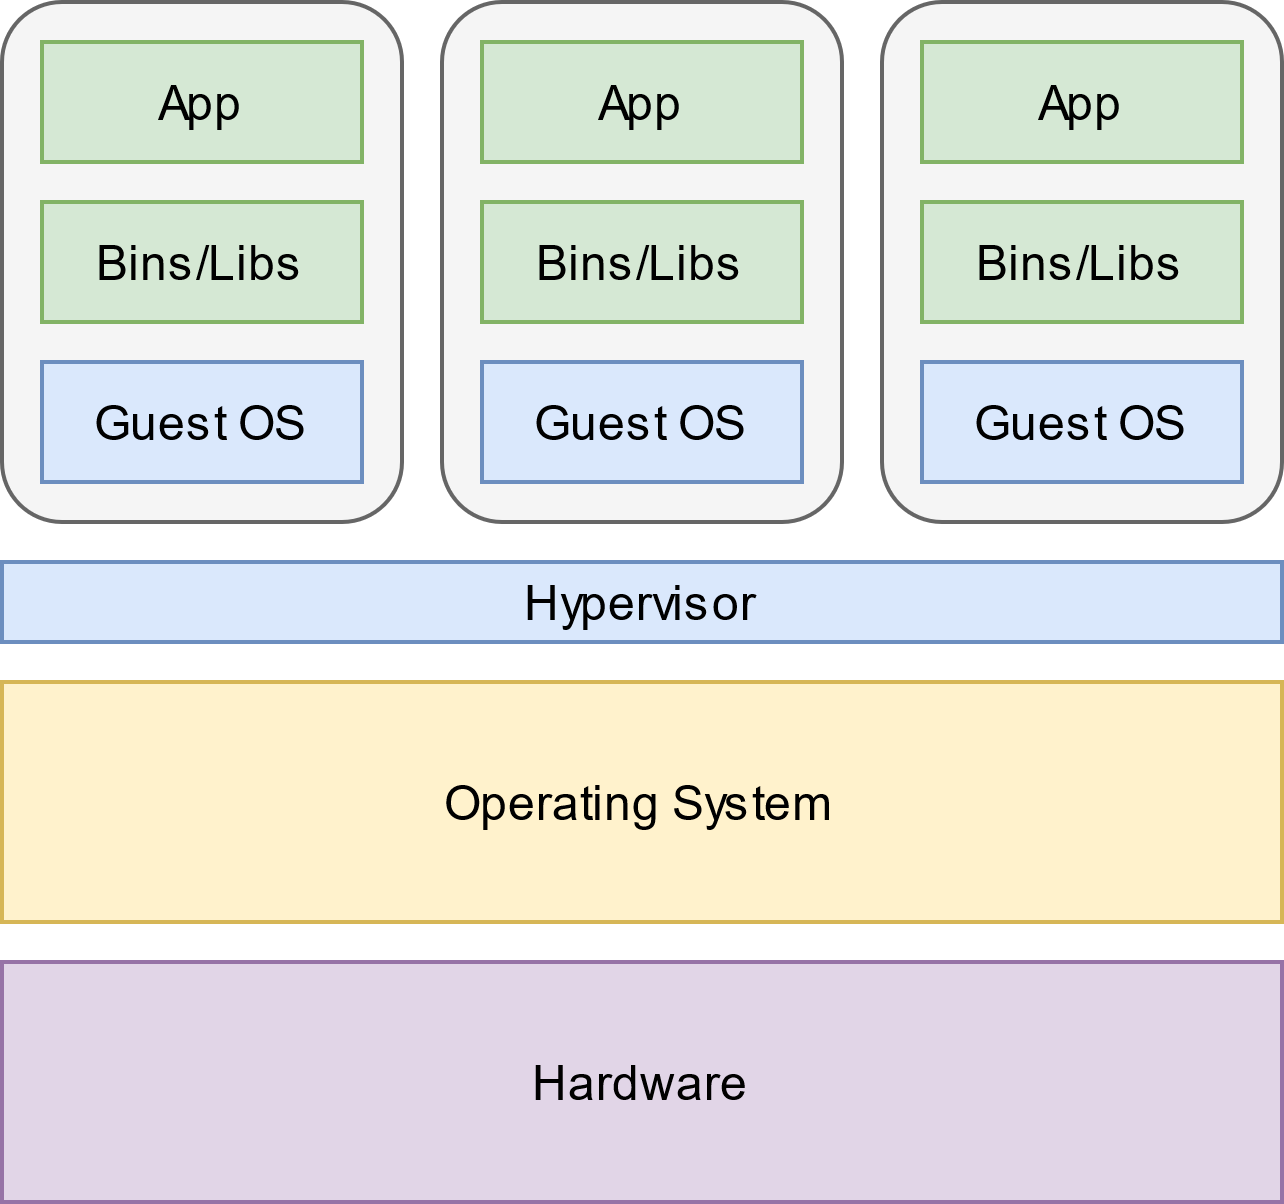 App
App
App
Bins/Libs
Bins/Libs
Bins/Libs
Guest OS
Guest OS
Guest OS
Hypervisor
Operating System
Hardware